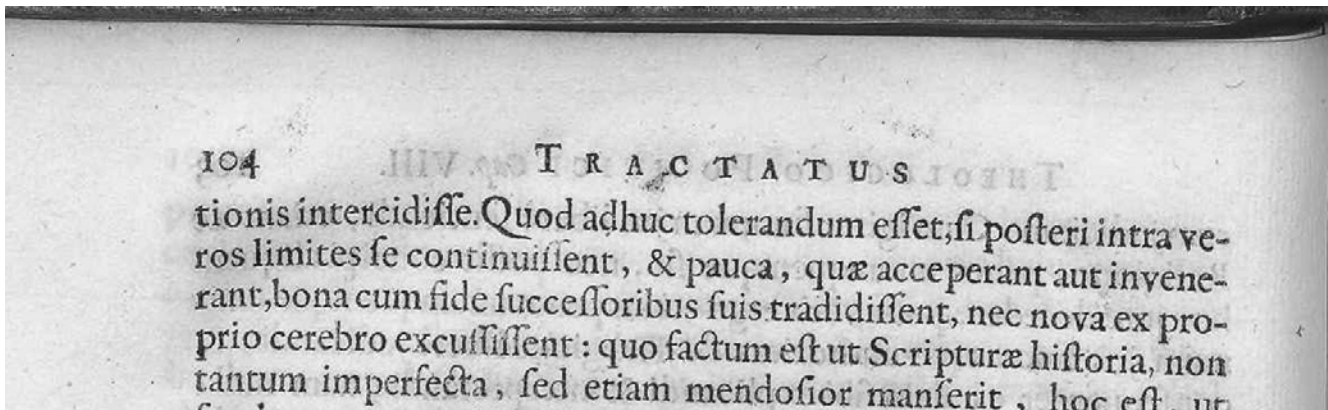 104 TRACTATUS
tionis intercidiſſe. Quod adhuc tolerandum eſſet, ſi poſteri intra ve-
ros limites ſe continuiſſent, & pauca, quæ acceperant aut invene-
rant, bona cum fide ſucceſſoribus ſuis tradidiſſent, nec nova ex pro-
prio cerebro excuſſiſſent: quo factum eſt ut Scripturæ hiſtoria, non
tantum imperfecta, ſed etiam mendoſior manſerit, hoc eſt, ut